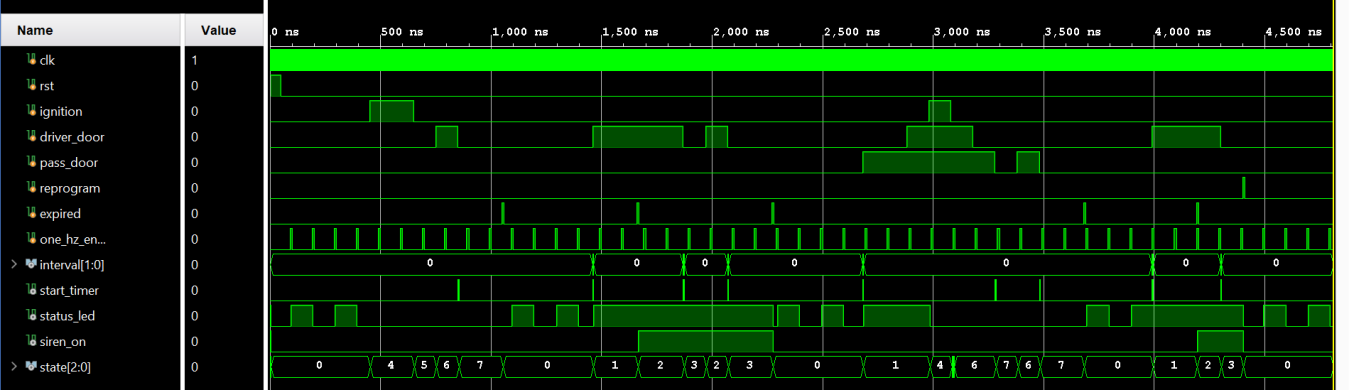 Name Value
0 ns 500 ns 1,000 ns 1,500 ns 2,000 ns 2,500 ns 3,000 ns 3,500 ns 4,000 ns 4,500 ns
clk 1
rst 0
ignition 0
driver_door 0
pass_door 0
reprogram 0
expired 0
one_hz_en... 0
interval[1:0] 0 0 0 0 0 0 0 0
start_timer 0
status_led 0
siren_on 0
state[2:0] 0 0 4 5 6 7 0 1 2 3 2 3 0 1 4 6 7 6 7 0 1 2 3 0